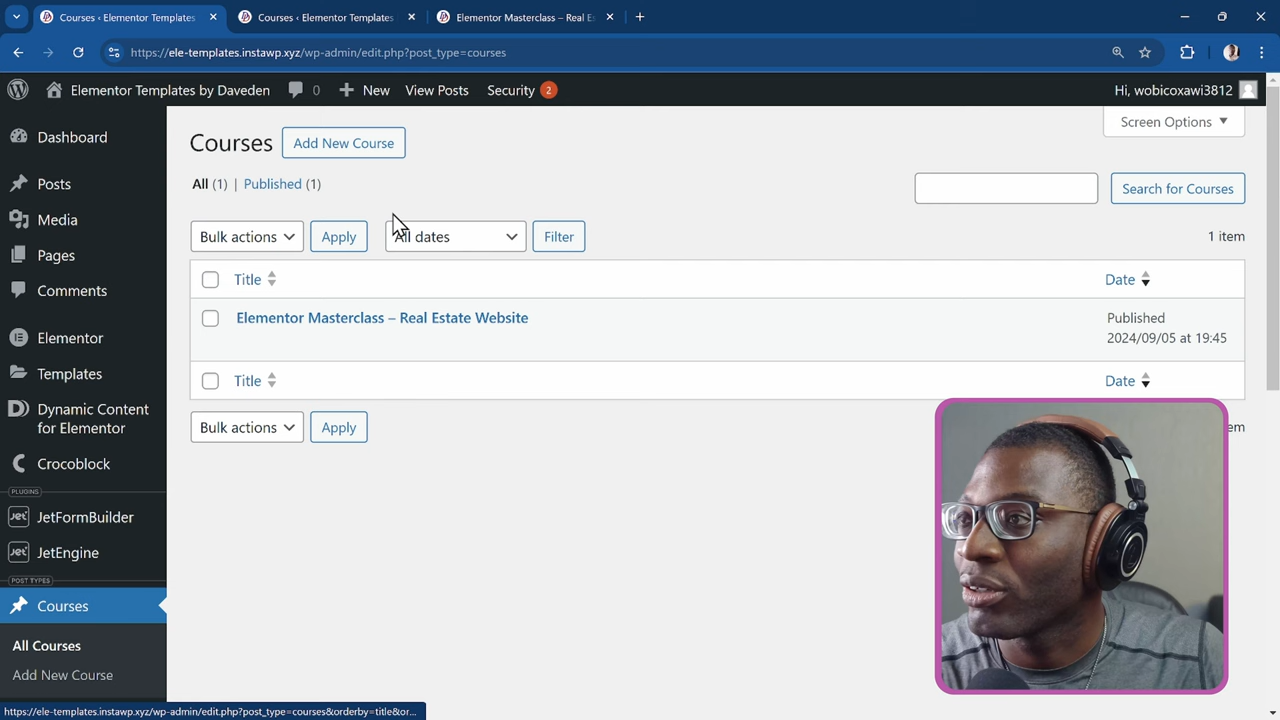 Courses ‹ Elementor Templates
Courses ‹ Elementor Templates
Elementor Masterclass – Real Es
https://ele-templates.instawp.xyz/wp-admin/edit.php?post_type=courses
Elementor Templates by Daveden
0
New
View Posts
Security 2
Hi, wobicoxawi3812
Dashboard
Posts
Media
Pages
Comments
Elementor
Templates
Dynamic Content
for Elementor
Crocoblock
PLUGINS
Jet JetFormBuilder
Jet JetEngine
POST TYPES
Courses
All Courses
Add New Course
Screen Options
Courses Add New Course
All (1) | Published (1)
Search for Courses
Bulk actions Apply All dates Filter 1 item
Title Date
Elementor Masterclass – Real Estate Website Published
2024/09/05 at 19:45
Title Date
Bulk actions Apply em
https://ele-templates.instawp.xyz/wp-admin/edit.php?post_type=courses&orderby=title&or...